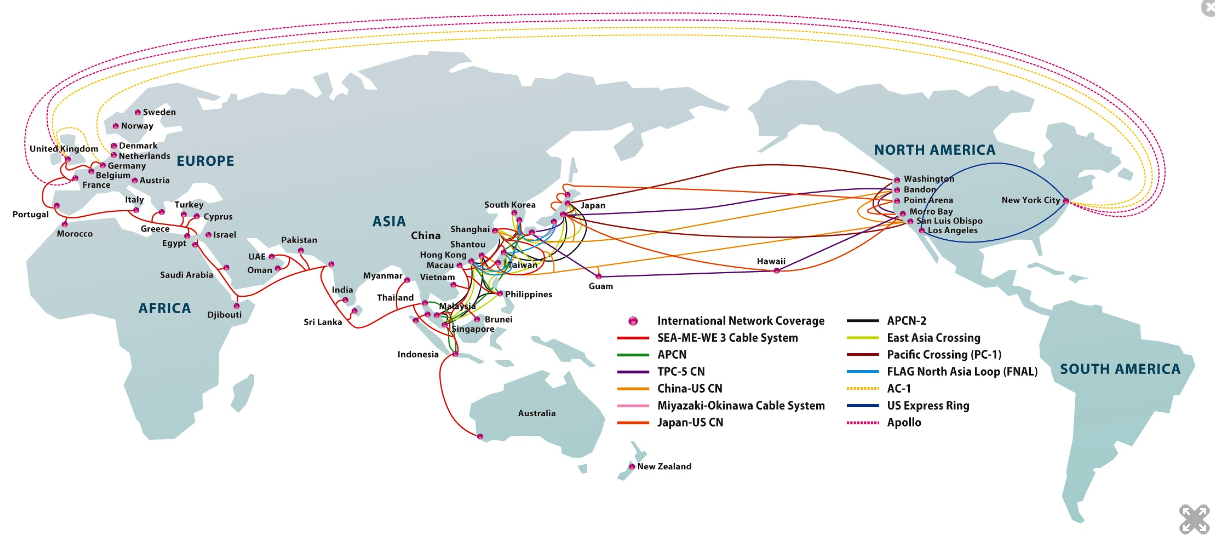 Sweden
Norway
United Kingdom
Denmark
Netherlands
Germany
Belgium
France
Austria
EUROPE
Portugal
Italy
Turkey
Morocco
Greece
Cyprus
Egypt
Israel
Saudi Arabia
UAE
Oman
Pakistan
AFRICA
Djibouti
India
Sri Lanka
ASIA
China
Myanmar
Thailand
South Korea
Japan
Shanghai
Shantou
Hong Kong
Macau
Taiwan
Vietnam
Philippines
Malaysia
Brunei
Singapore
Indonesia
Guam
Hawaii
Australia
New Zealand
NORTH AMERICA
Washington
Bandon
Point Arena
Morro Bay
San Luis Obispo
Los Angeles
New York City
SOUTH AMERICA
International Network Coverage
SEA-ME-WE 3 Cable System
APCN
TPC-5 CN
China-US CN
Miyazaki-Okinawa Cable System
Japan-US CN
APCN-2
East Asia Crossing
Pacific Crossing (PC-1)
FLAG North Asia Loop (FNAL)
AC-1
US Express Ring
Apollo